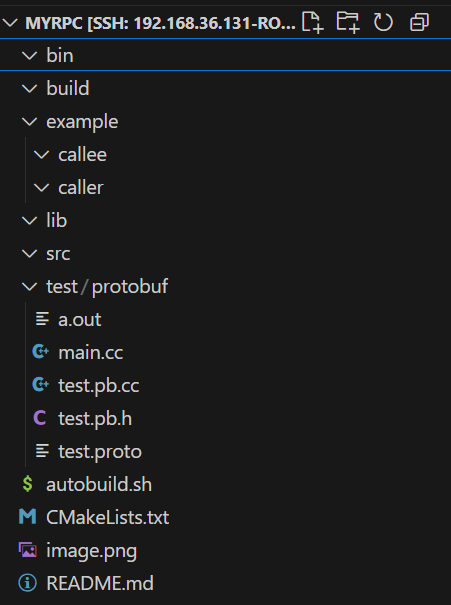 MYRPC [SSH: 192.168.36.131-RO...
bin
build
example
callee
caller
lib
src
test/protobuf
a.out
main.cc
test.pb.cc
test.pb.h
test.proto
$ autobuild.sh
CMakeLists.txt
image.png
README.md